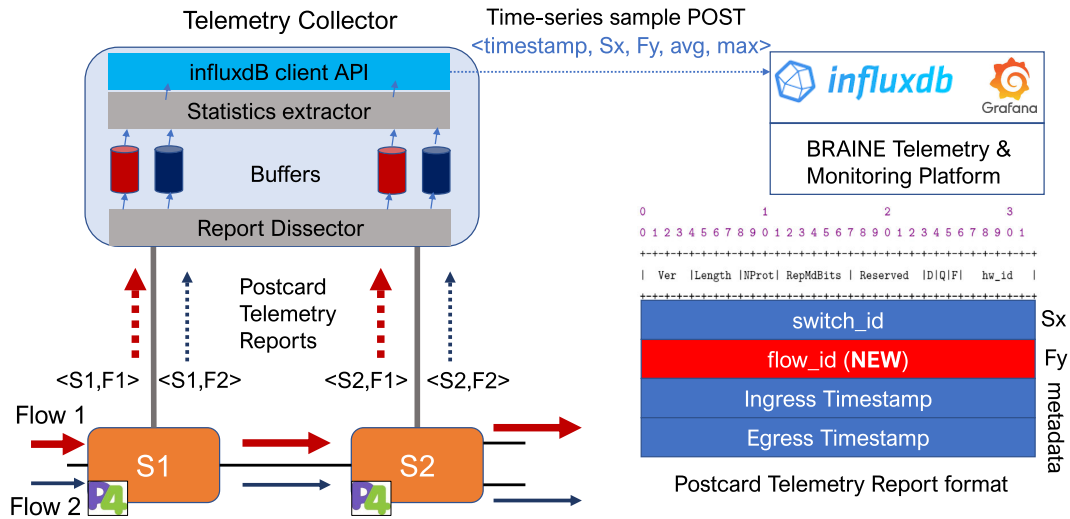 Telemetry Collector
Time-series sample POST
<timestamp, Sx, Fy, avg, max>
influxdB client API
Statistics extractor
Buffers
Report Dissector
influxdb
Grafana
BRAINE Telemetry &
Monitoring Platform
Postcard
Telemetry
Reports
<S1,F1>
<S1,F2>
<S2,F1>
<S2,F2>
Flow 1
Flow 2
S1
S2
P4
P4
0 1 2 3
0 1 2 3 4 5 6 7 8 9 0 1 2 3 4 5 6 7 8 9 0 1 2 3 4 5 6 7 8 9 0 1
+-+-+-+-+-+-+-+-+-+-+-+-+-+-+-+-+-+-+-+-+-+-+-+-+-+-+-+-+-+-+-+-+
| Ver |Length |NProt| RepMdBits | Reserved |D|Q|F| hw_id |
+-+-+-+-+-+-+-+-+-+-+-+-+-+-+-+-+-+-+-+-+-+-+-+-+-+-+-+-+-+-+-+-+
switch_id
Sx
flow_id (NEW)
Fy
Ingress Timestamp
Egress Timestamp
metadata
Postcard Telemetry Report format